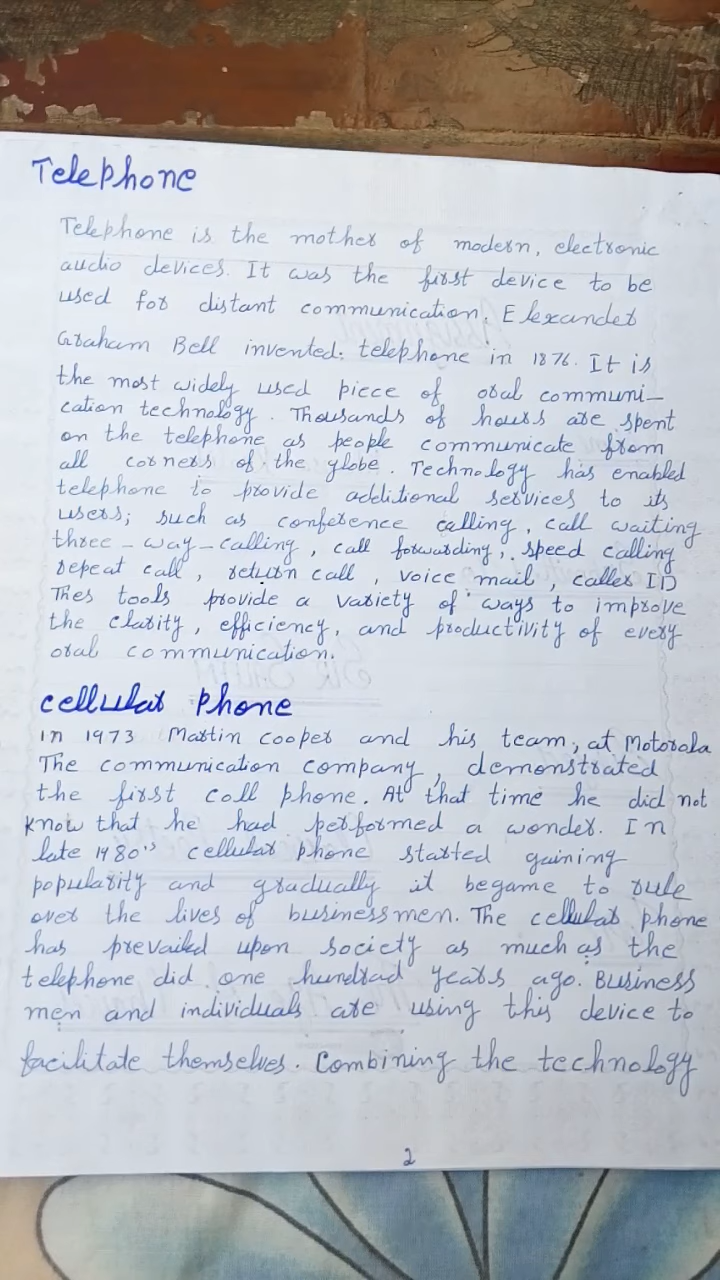 Telephone
Telephone is the mother of modern, electronic
audio devices. It was the first device to be
used for distant communication. Elexander
Graham Bell invented. telephone in 1876. It is
the most widely used piece of oral communi-
cation technology. Thousands of hours are spent
on the telephone as people communicate from
all corners of the globe. Technology has enabled
telephone to provide additional services to its
users; such as conference calling, call waiting
three-way-calling, call forwarding, speed calling
repeat call, return call, voice mail, caller ID
Thes tools provide a variety of ways to improve
the clarity, efficiency, and productivity of every
oral communication.
cellular phone
in 1973 Martin cooper and his team, at Motorola
The communication company, demonstrated
the first coll phone. At that time he did not
know that he had performed a wonder. In
late 1980's cellular phone started gaining
popularity and gradually it begame to rule
over the lives of businessmen. The cellular phone
has prevailed upon society as much as the
telephone did one hundrad years ago. Business
men and individuals are using this device to
facilitate themselves. Combining the technology
2